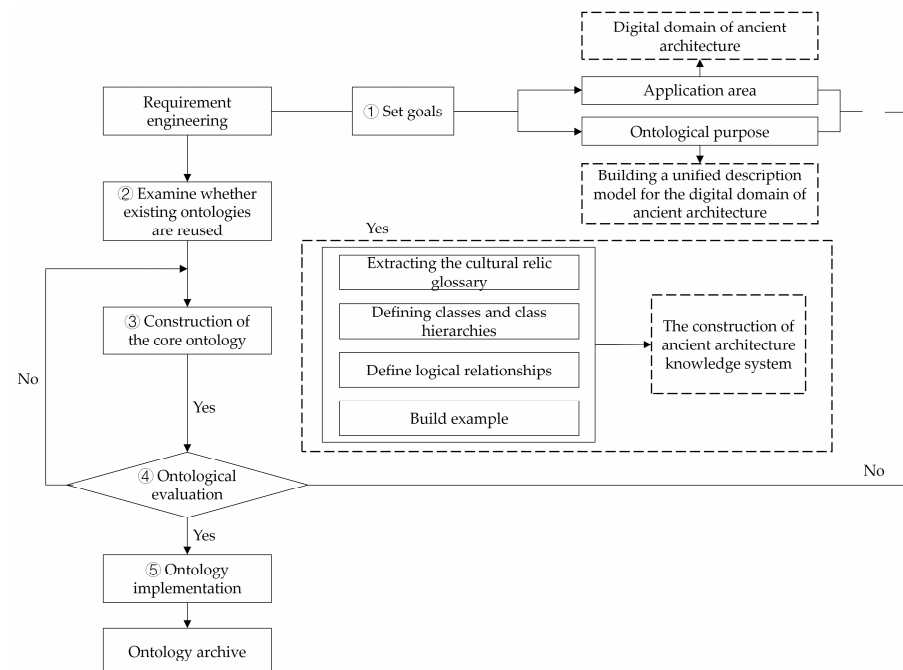 Digital domain of ancient
architecture
Requirement
engineering
① Set goals
Application area
Ontological purpose
Building a unified description
model for the digital domain of
ancient architecture
② Examine whether
existing ontologies
are reused
Yes
Extracting the cultural relic
glossary
Defining classes and class
hierarchies
Define logical relationships
Build example
The construction of
ancient architecture
knowledge system
③ Construction of
the core ontology
No
Yes
④ Ontological
evaluation
No
Yes
⑤ Ontology
implementation
Ontology archive